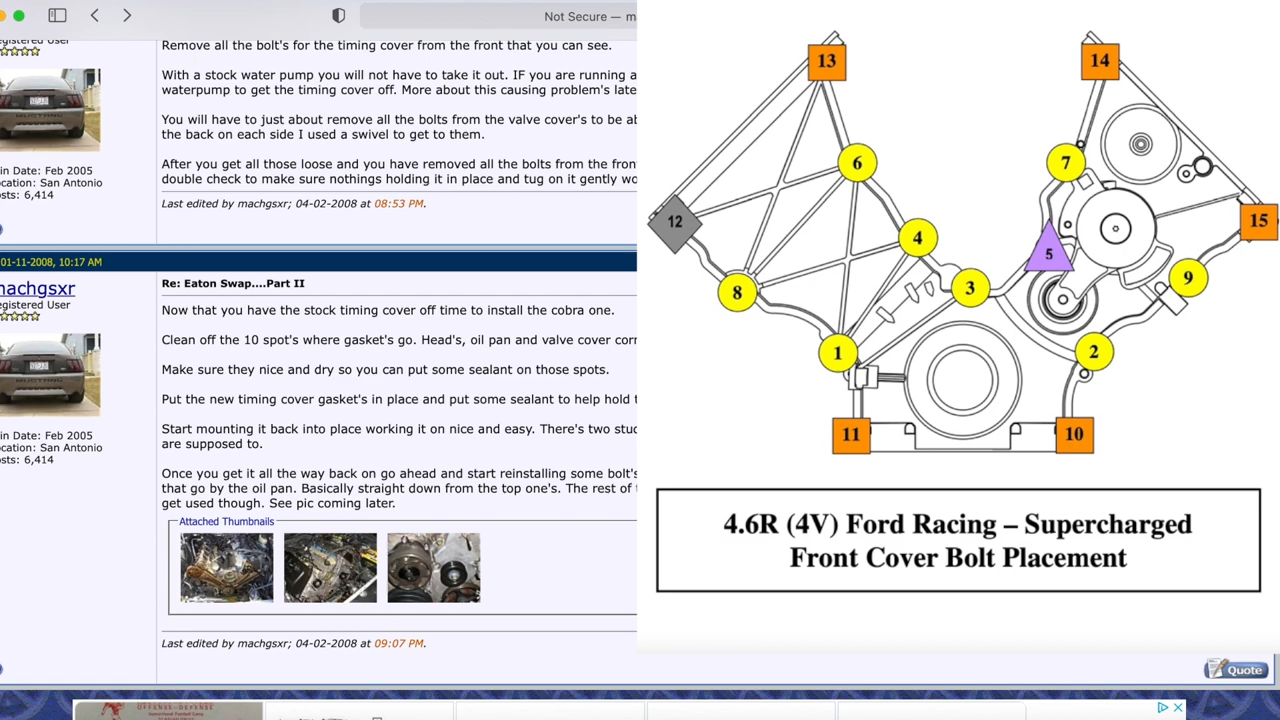 Not Secure — m
egistered User
Remove all the bolt's for the timing cover from the front that you can see.
With a stock water pump you will not have to take it out. IF you are running a
waterpump to get the timing cover off. More about this causing problem's late
You will have to just about remove all the bolts from the valve cover's to be ab
the back on each side I used a swivel to get to them.
After you get all those loose and you have removed all the bolts from the fron
double check to make sure nothings holding it in place and tug on it gently wo
Last edited by machgsxr; 04-02-2008 at 08:53 PM.
MUSTANG
in Date: Feb 2005
ocation: San Antonio
osts: 6,414
01-11-2008, 10:17 AM
machgsxr
egistered User
Re: Eaton Swap....Part II
Now that you have the stock timing cover off time to install the cobra one.
Clean off the 10 spot's where gasket's go. Head's, oil pan and valve cover corr
Make sure they nice and dry so you can put some sealant on those spots.
Put the new timing cover gasket's in place and put some sealant to help hold t
Start mounting it back into place working it on nice and easy. There's two stud
are supposed to.
Once you get it all the way back on go ahead and start reinstalling some bolt's
that go by the oil pan. Basically straight down from the top one's. The rest of t
get used though. See pic coming later.
Attached Thumbnails
Last edited by machgsxr; 04-02-2008 at 09:07 PM.
MUSTANG
in Date: Feb 2005
ocation: San Antonio
osts: 6,414
13
14
6
7
12
15
4
5
8
3
9
1
2
11
10
4.6R (4V) Ford Racing – Supercharged
Front Cover Bolt Placement
Quote
OFFENSE-DEFENSE